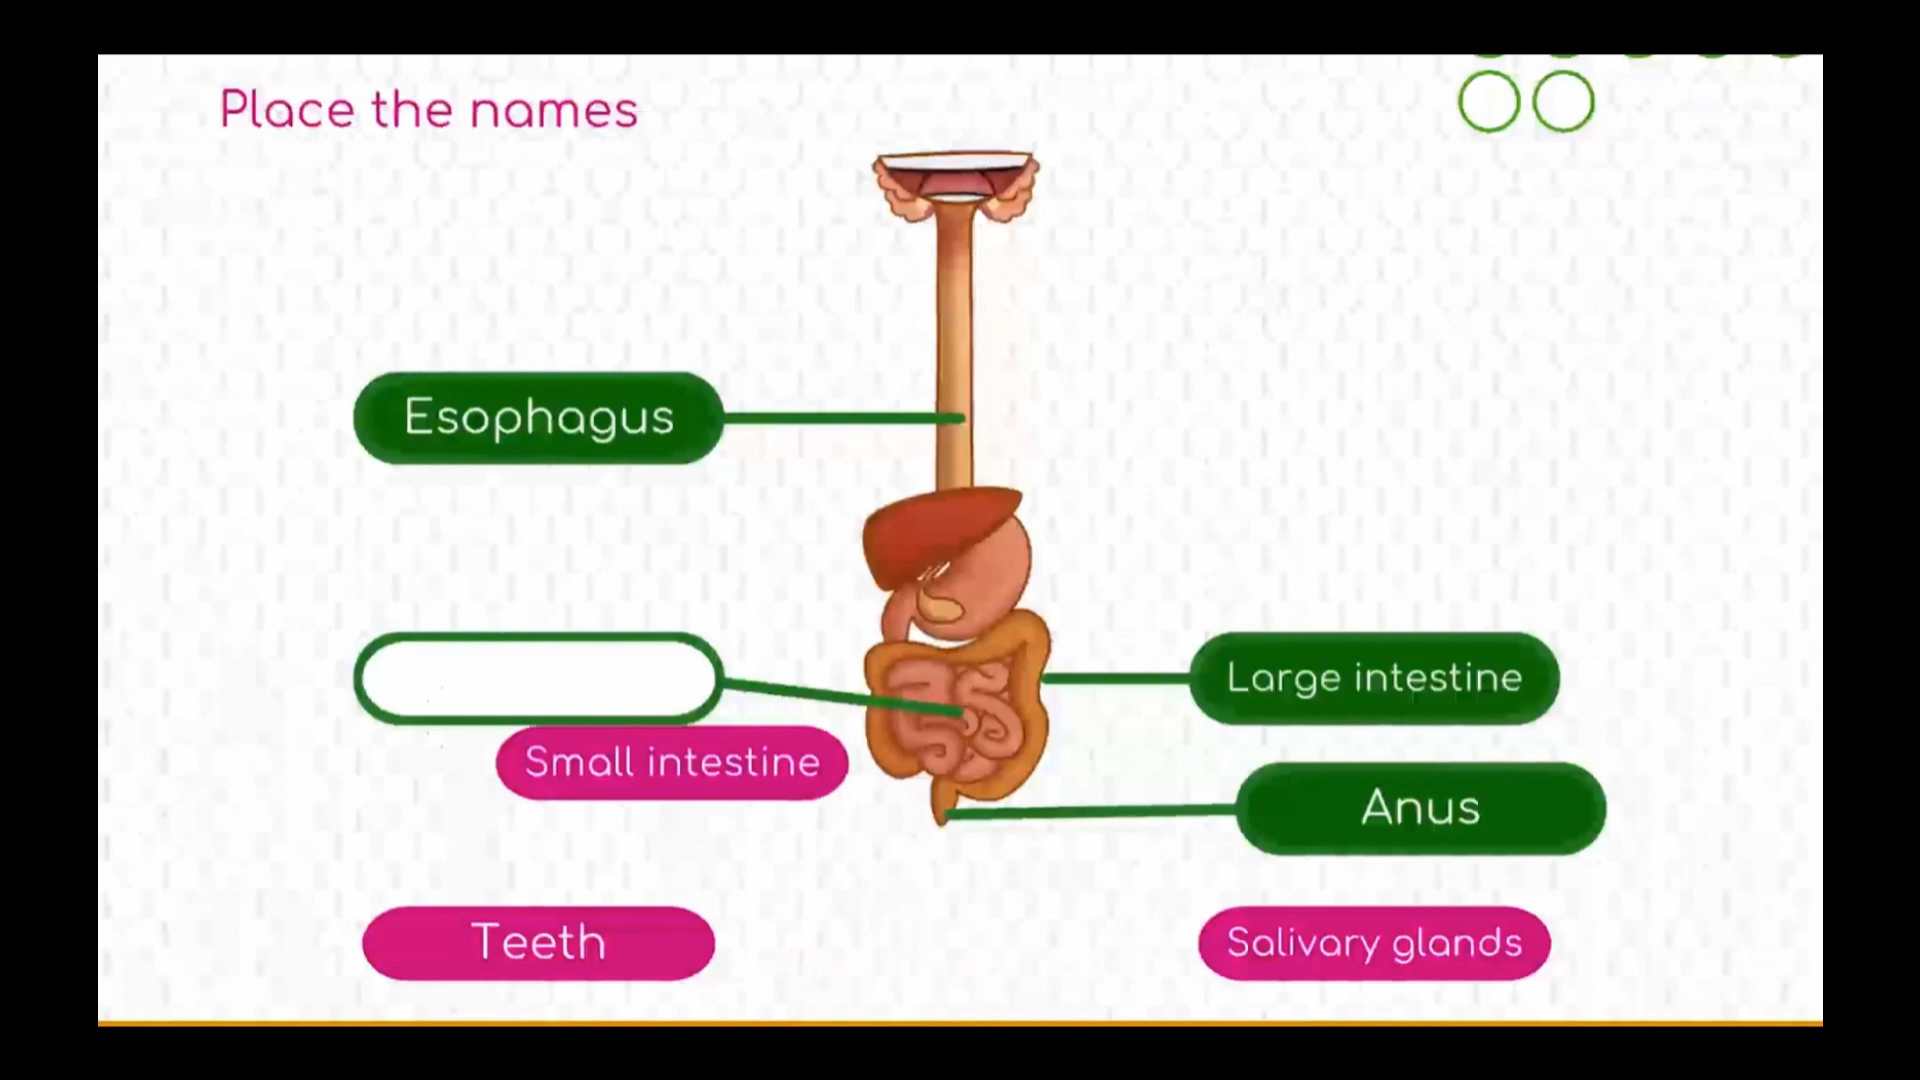 Place the names
Esophagus
Large intestine
Small intestine
Anus
Teeth
Salivary glands